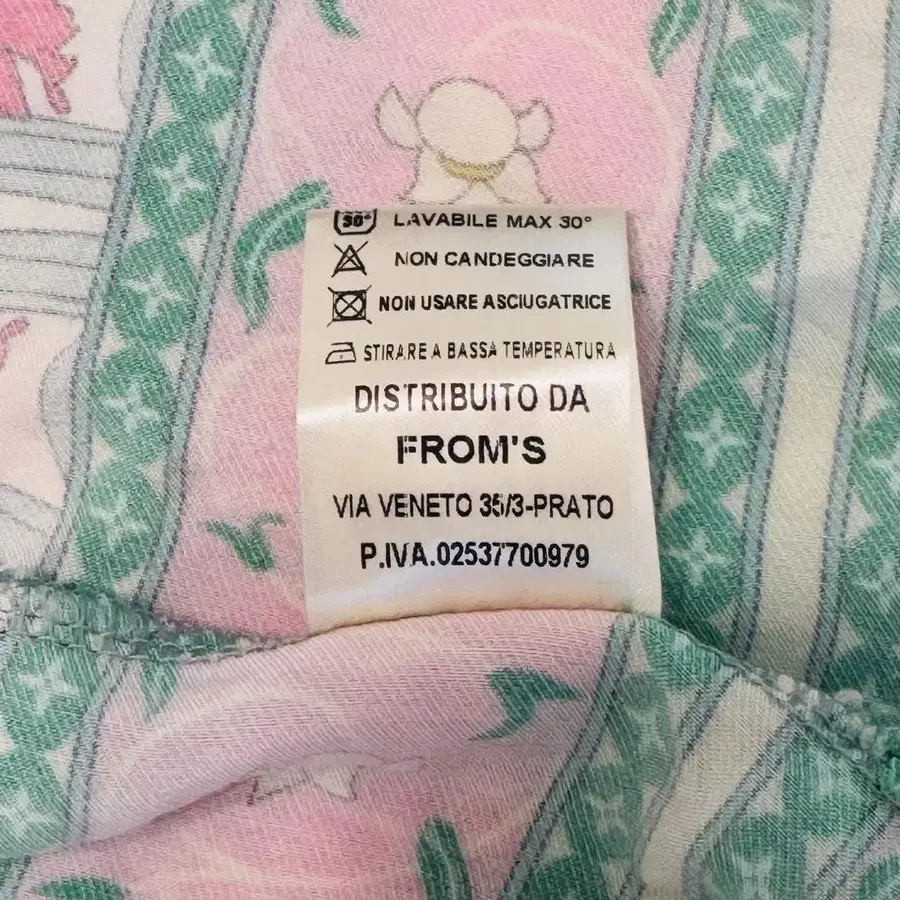 30° LAVABILE MAX 30°
NON CANDEGGIARE
NON USARE ASCIUGATRICE
STIRARE A BASSA TEMPERATURA
DISTRIBUITO DA
FROM'S
VIA VENETO 35/3-PRATO
P.IVA.02537700979